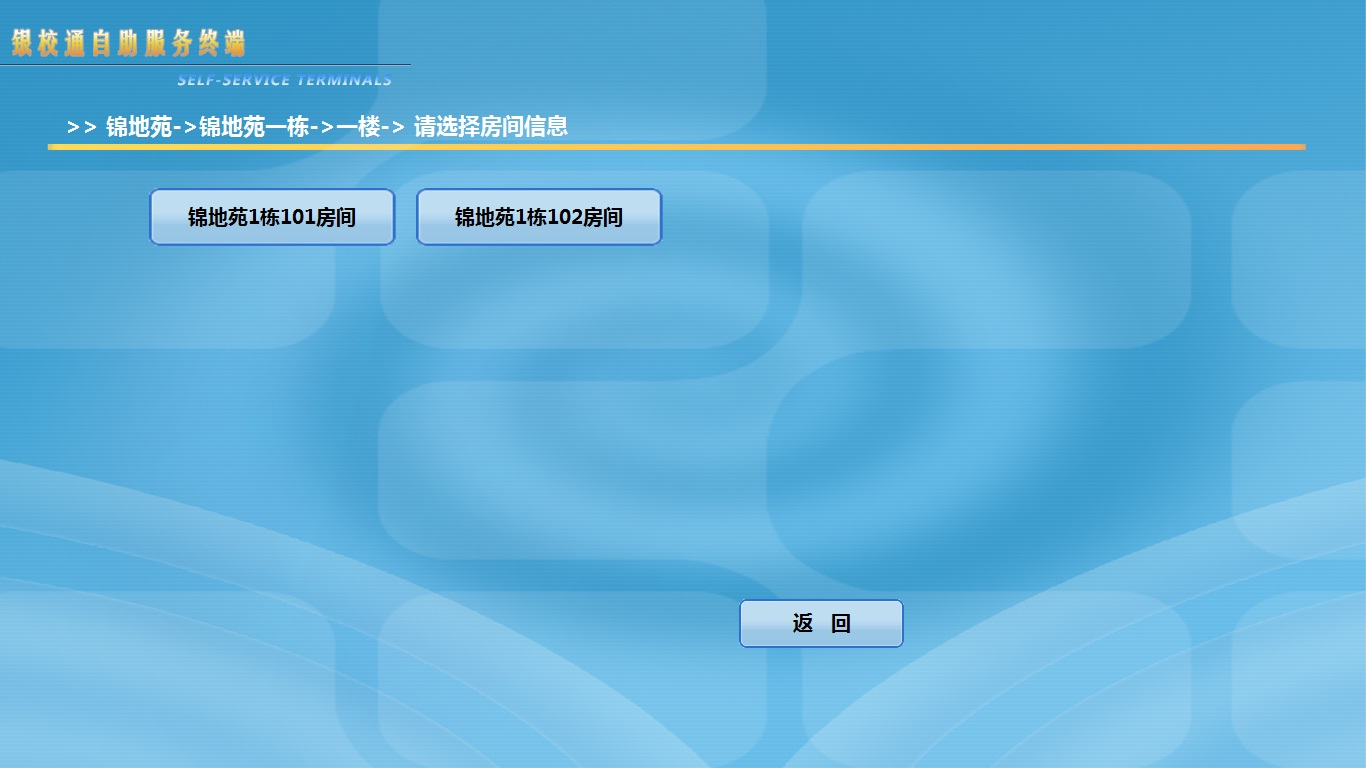 银校通自助服务终端
SELF-SERVICE TERMINALS
>> 锦地苑->锦地苑一栋->一楼-> 请选择房间信息
锦地苑1栋101房间 锦地苑1栋102房间
返 回